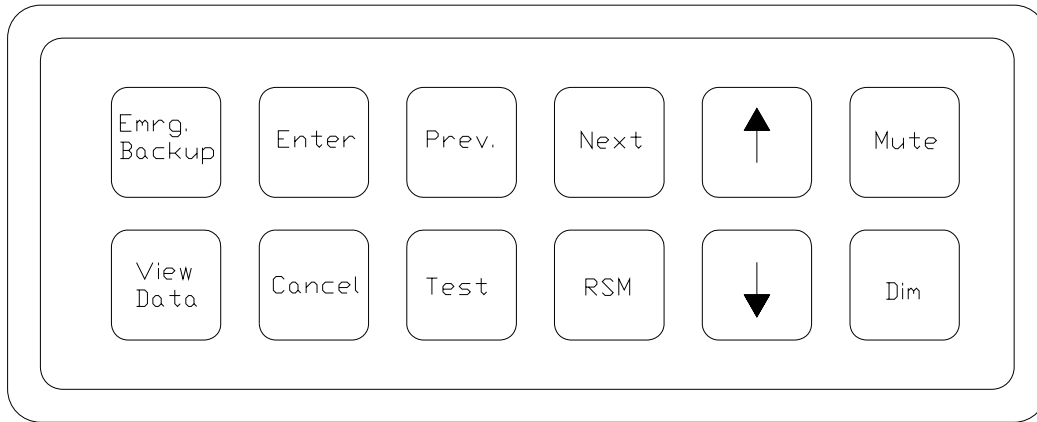 Emrg.
Backup
Enter
Prev.
Next
Mute
View
Data
Cancel
Test
RSM
Dim